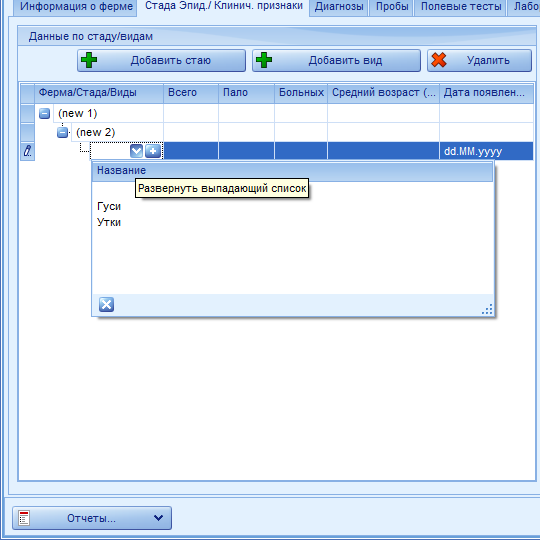 Информация о ферме Стада Эпид./ Клинич. признаки Диагнозы Пробы Полевые тесты Лабо
Данные по стаду/видам
Добавить стаю Добавить вид Удалить
Ферма/Стада/Виды Всего Пало Больных Средний возраст (... Дата появлен...
(new 1)
(new 2)
dd.MM.yyyy
Название
Развернуть выпадающий список
Гуси
Утки
Отчеты...